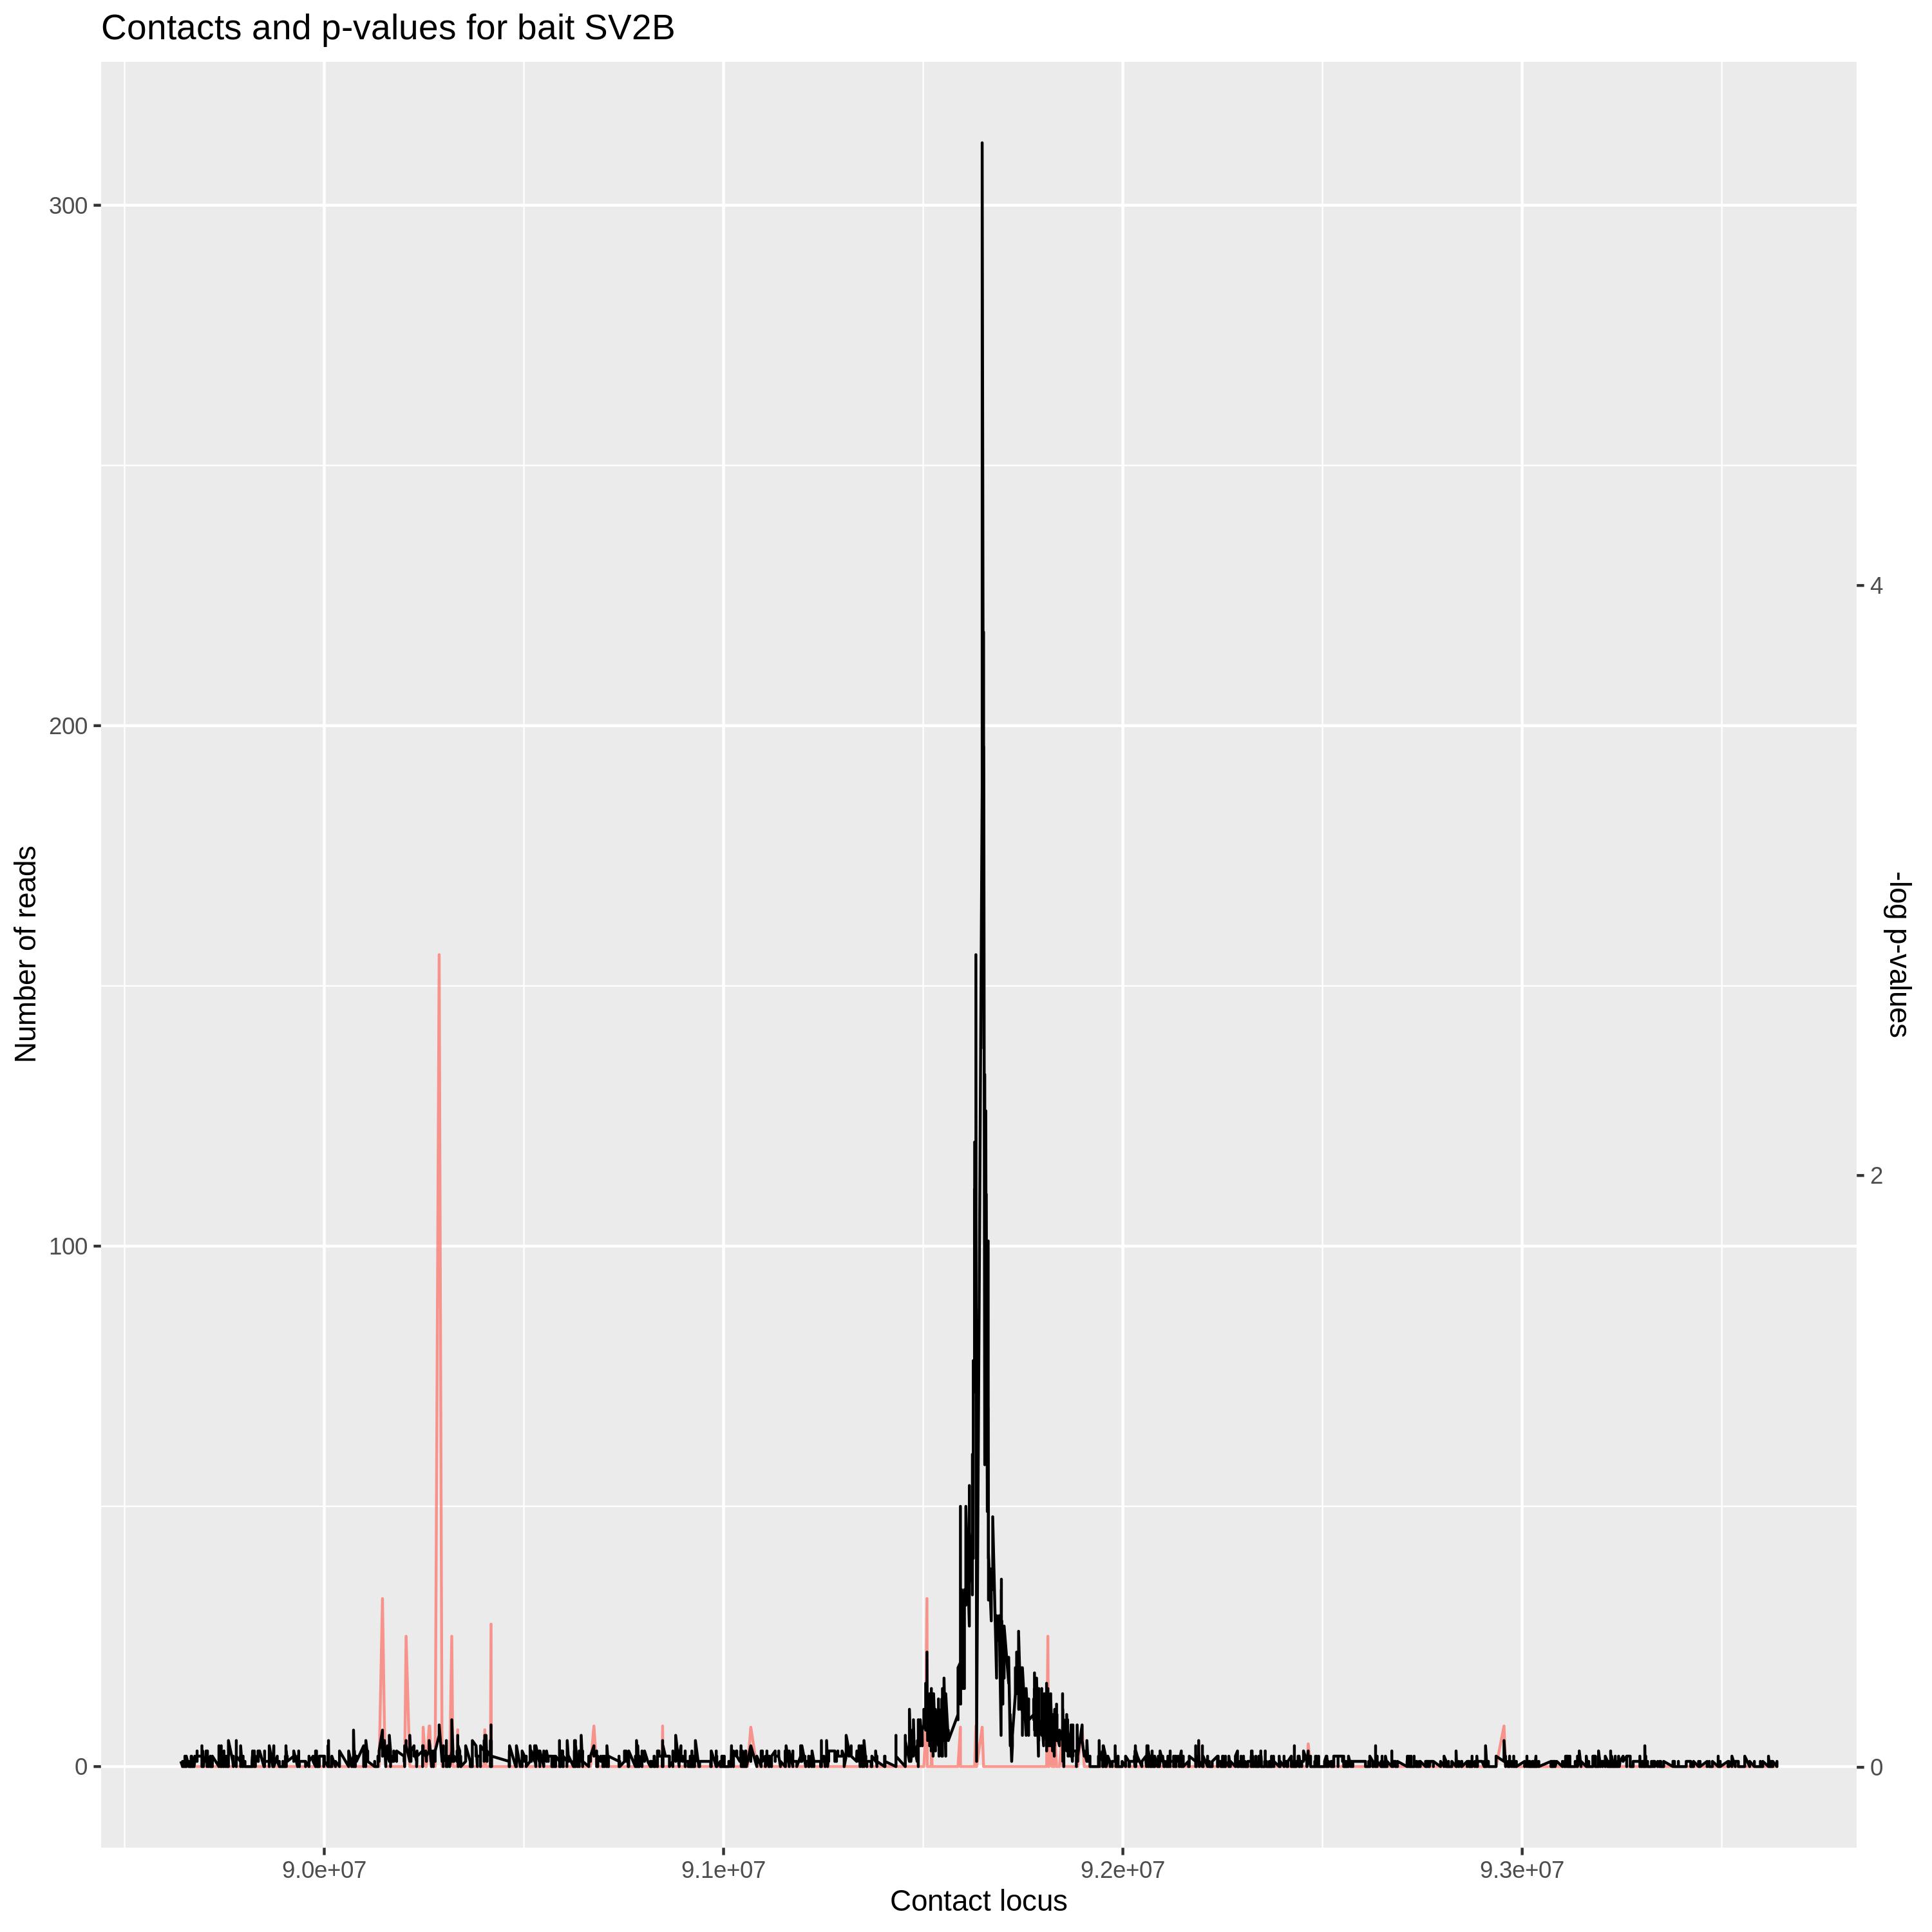 Contacts and p-values for bait SV2B
300
200
100
0
Number of reads
4
2
0
-log p-values
9.0e+07
9.1e+07
9.2e+07
9.3e+07
Contact locus